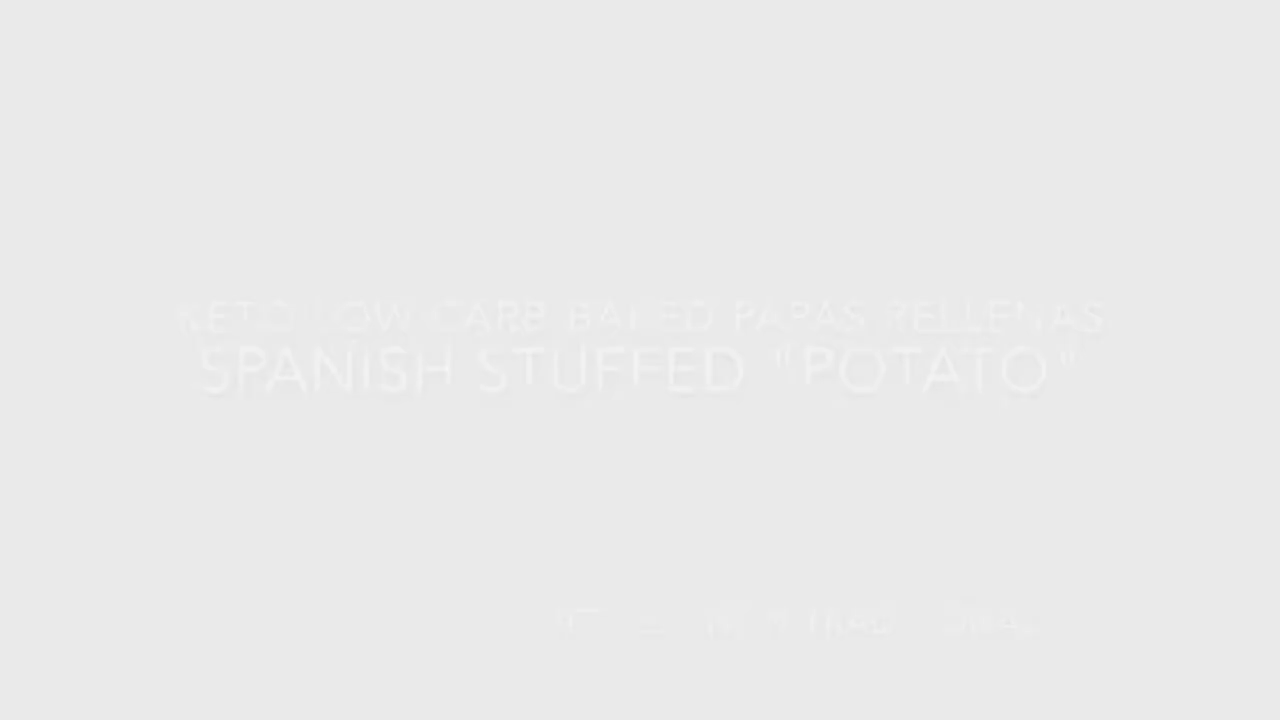 KETO LOW CARB BAKED PAPAS RELLENAS
SPANISH STUFFED "POTATO"